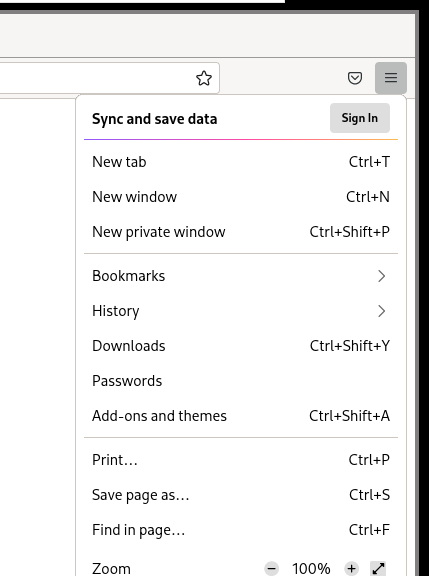 Sync and save data Sign In
New tab Ctrl+T
New window Ctrl+N
New private window Ctrl+Shift+P
Bookmarks
History
Downloads Ctrl+Shift+Y
Passwords
Add-ons and themes Ctrl+Shift+A
Print… Ctrl+P
Save page as… Ctrl+S
Find in page… Ctrl+F
Zoom − 100% +